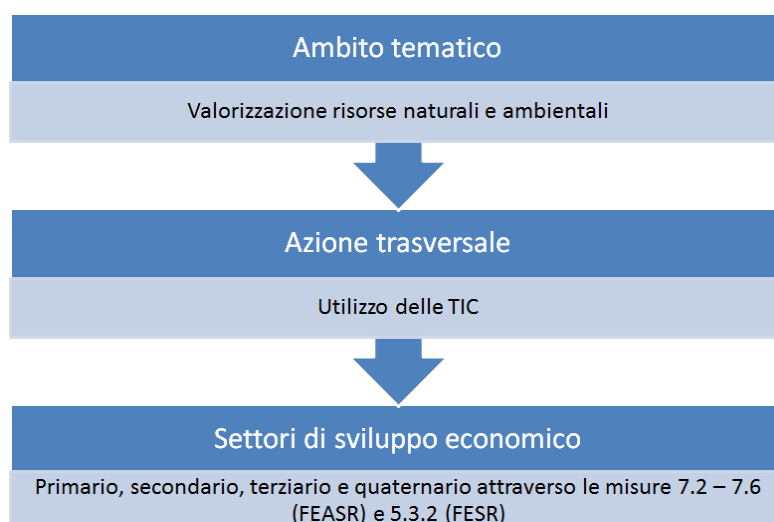 Ambito tematico
Valorizzazione risorse naturali e ambientali
Azione trasversale
Utilizzo delle TIC
Settori di sviluppo economico
Primario, secondario, terziario e quaternario attraverso le misure 7.2 – 7.6
(FEASR) e 5.3.2 (FESR)